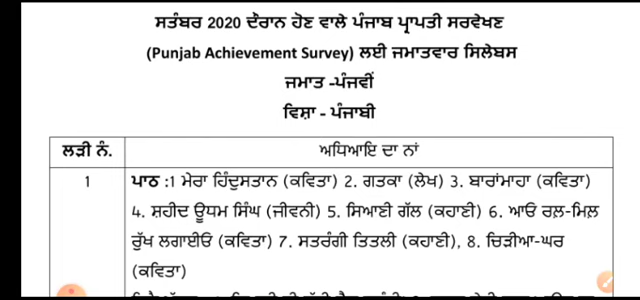 ਸਤੰਬਰ 2020 ਦੌਰਾਨ ਹੋਣ ਵਾਲੇ ਪੰਜਾਬ ਪ੍ਰਾਪਤੀ ਸਰਵੇਖਣ
(Punjab Achievement Survey) ਲਈ ਜਮਾਤਵਾਰ ਸਿਲੇਬਸ
ਜਮਾਤ -ਪੰਜਵੀਂ
ਵਿਸ਼ਾ - ਪੰਜਾਬੀ
ਲੜੀ ਨੰ. ਅਧਿਆਇ ਦਾ ਨਾਂ
1 ਪਾਠ :1 ਮੇਰਾ ਹਿੰਦੁਸਤਾਨ (ਕਵਿਤਾ) 2. ਗਤਕਾ (ਲੇਖ) 3. ਬਾਰਾਂਮਾਹਾ (ਕਵਿਤਾ)
4. ਸ਼ਹੀਦ ਊਧਮ ਸਿੰਘ (ਜੀਵਨੀ) 5. ਸਿਆਣੀ ਗੱਲ (ਕਹਾਣੀ) 6. ਆਓ ਰਲ਼-ਮਿਲ਼
ਰੁੱਖ ਲਗਾਈਏ (ਕਵਿਤਾ) 7. ਸਤਰੰਗੀ ਤਿਤਲੀ (ਕਹਾਣੀ), 8. ਚਿੜੀਆ-ਘਰ
(ਕਵਿਤਾ)